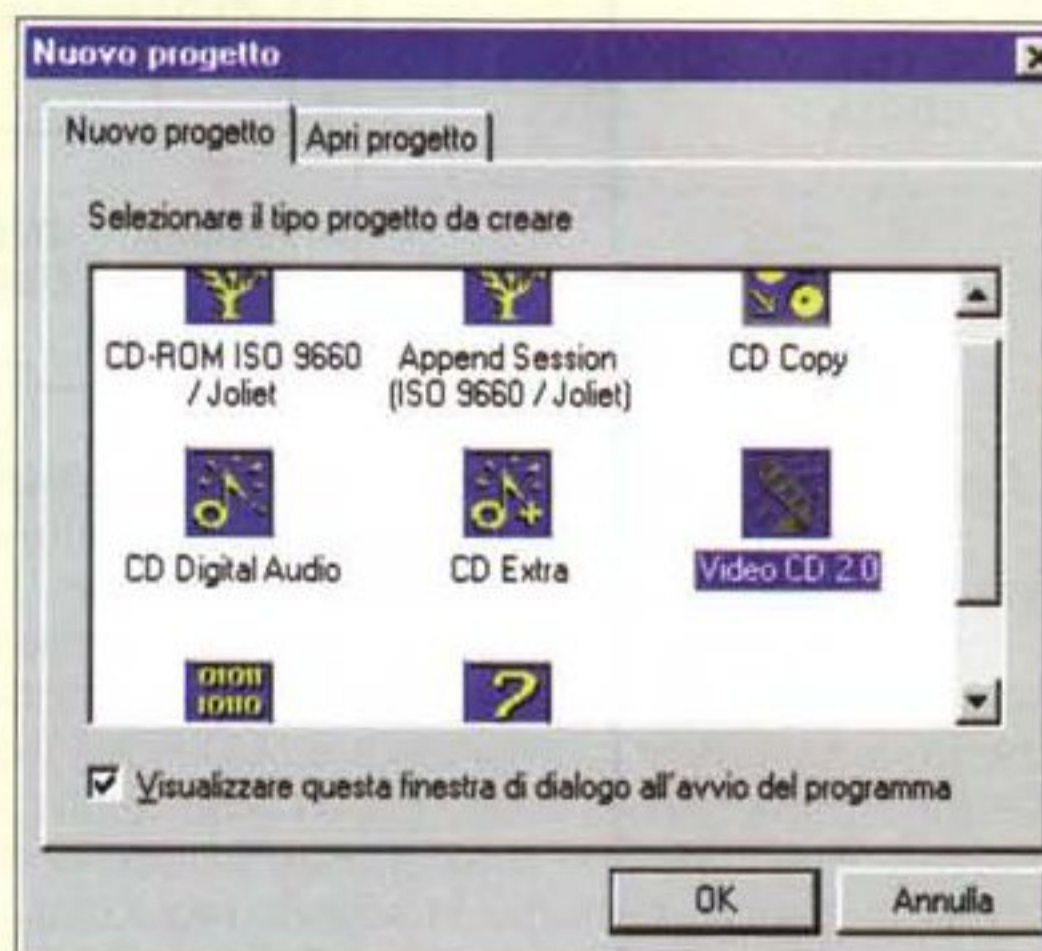 Nuovo progetto
Nuovo progetto
Apri progetto
Selezionare il tipo progetto da creare
CD-ROM ISO 9660
/ Joliet
Append Session
(ISO 9660 / Joliet)
CD Copy
CD Digital Audio
CD Extra
Video CD 2.0
01011
10110
?
Visualizzare questa finestra di dialogo all'avvio del programma
OK
Annulla